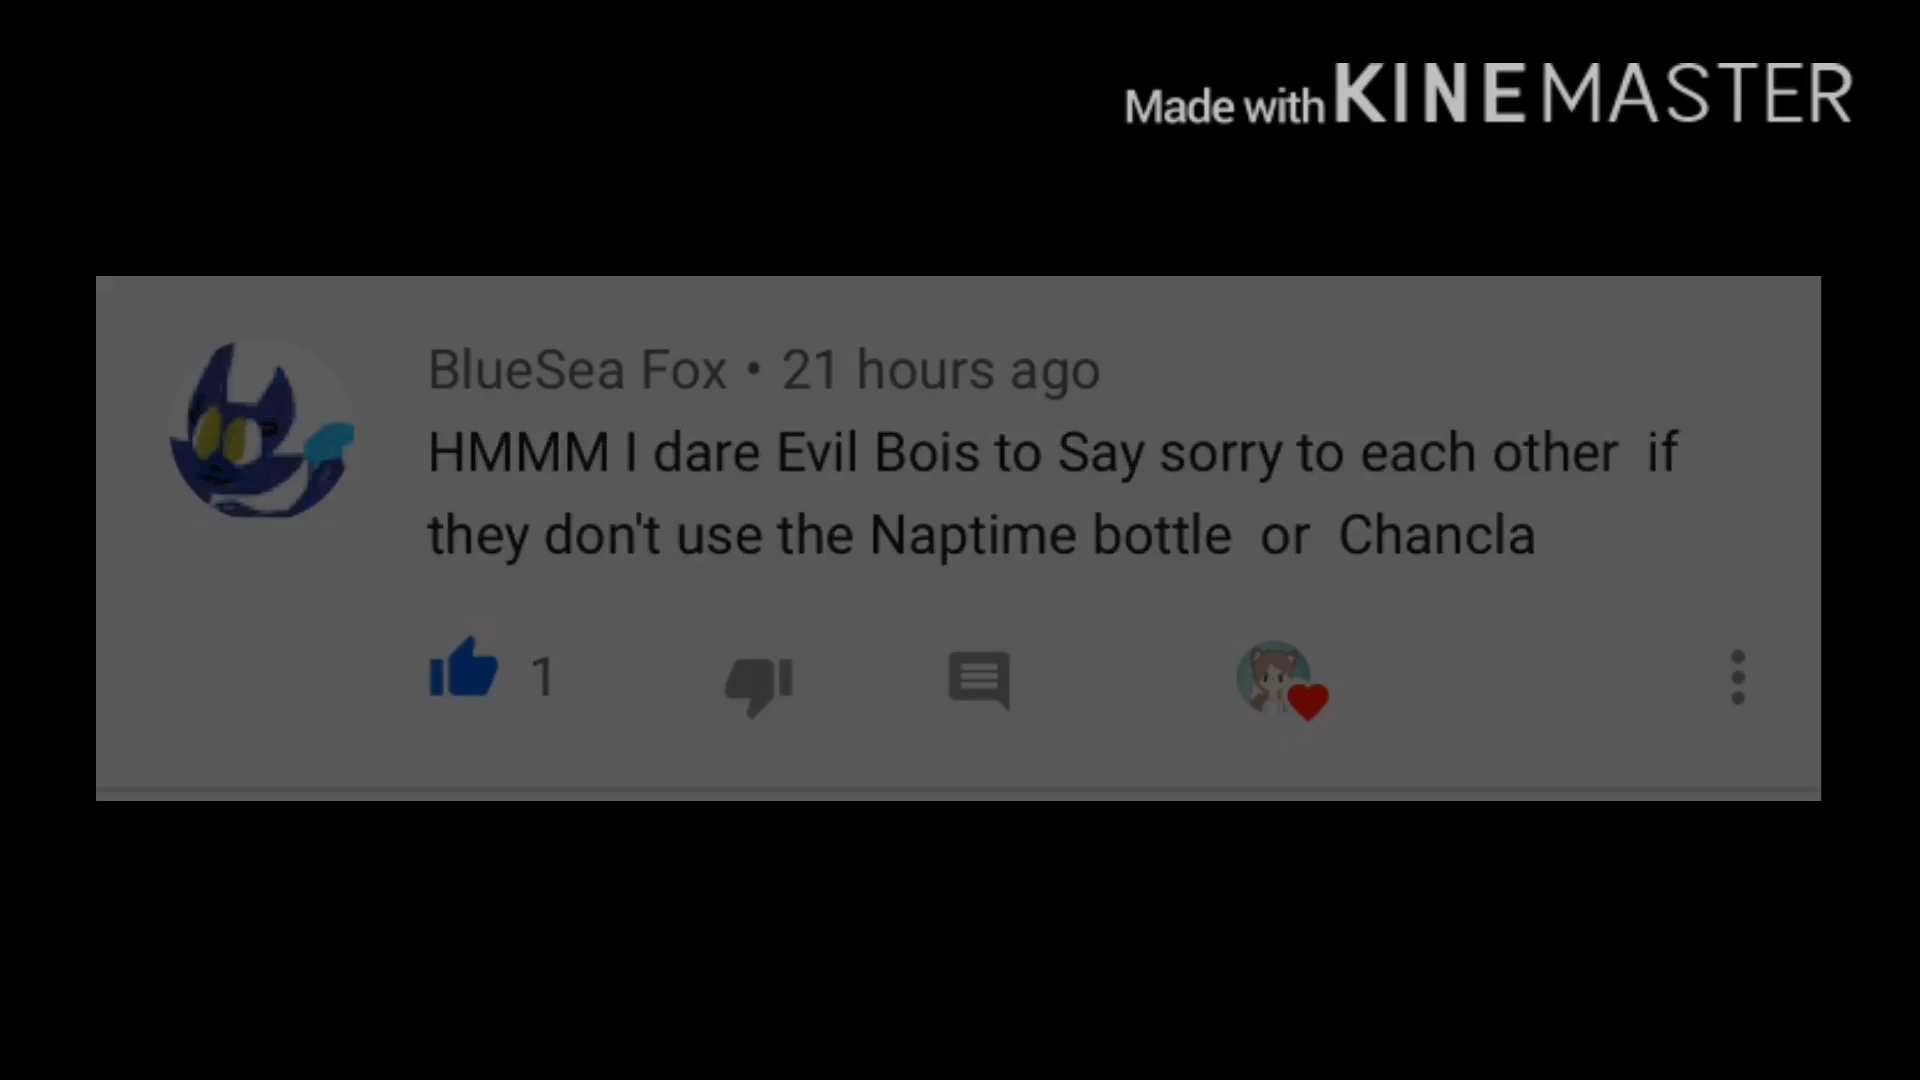 Made with KINEMASTER
BlueSea Fox • 21 hours ago
HMMM I dare Evil Bois to Say sorry to each other  if
they don't use the Naptime bottle  or  Chancla
1